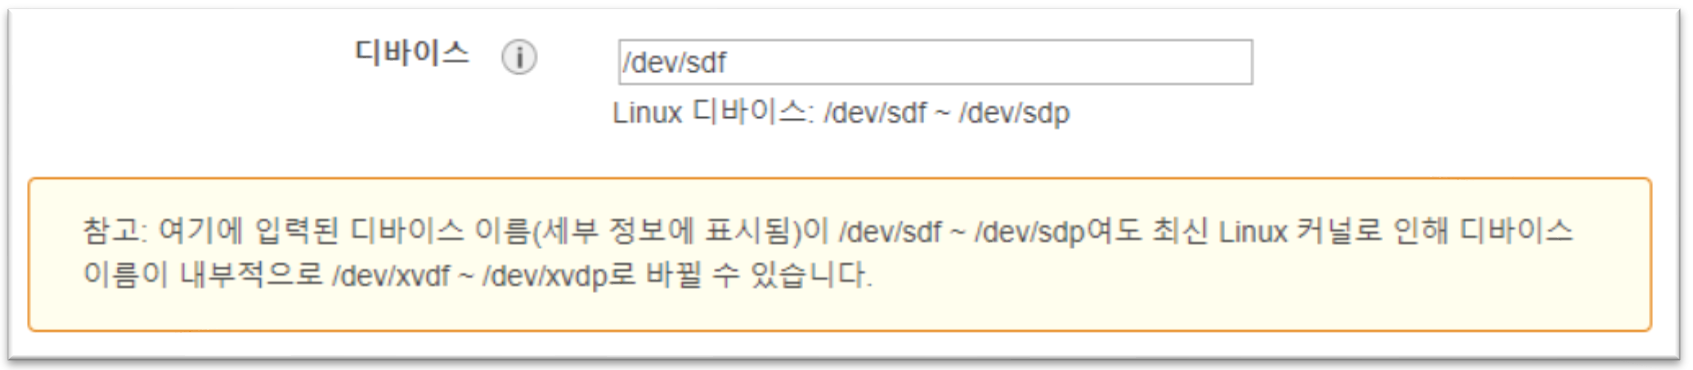 디바이스 i /dev/sdf
Linux 디바이스: /dev/sdf ~ /dev/sdp
참고: 여기에 입력된 디바이스 이름(세부 정보에 표시됨)이 /dev/sdf ~ /dev/sdp여도 최신 Linux 커널로 인해 디바이스
이름이 내부적으로 /dev/xvdf ~ /dev/xvdp로 바뀔 수 있습니다.